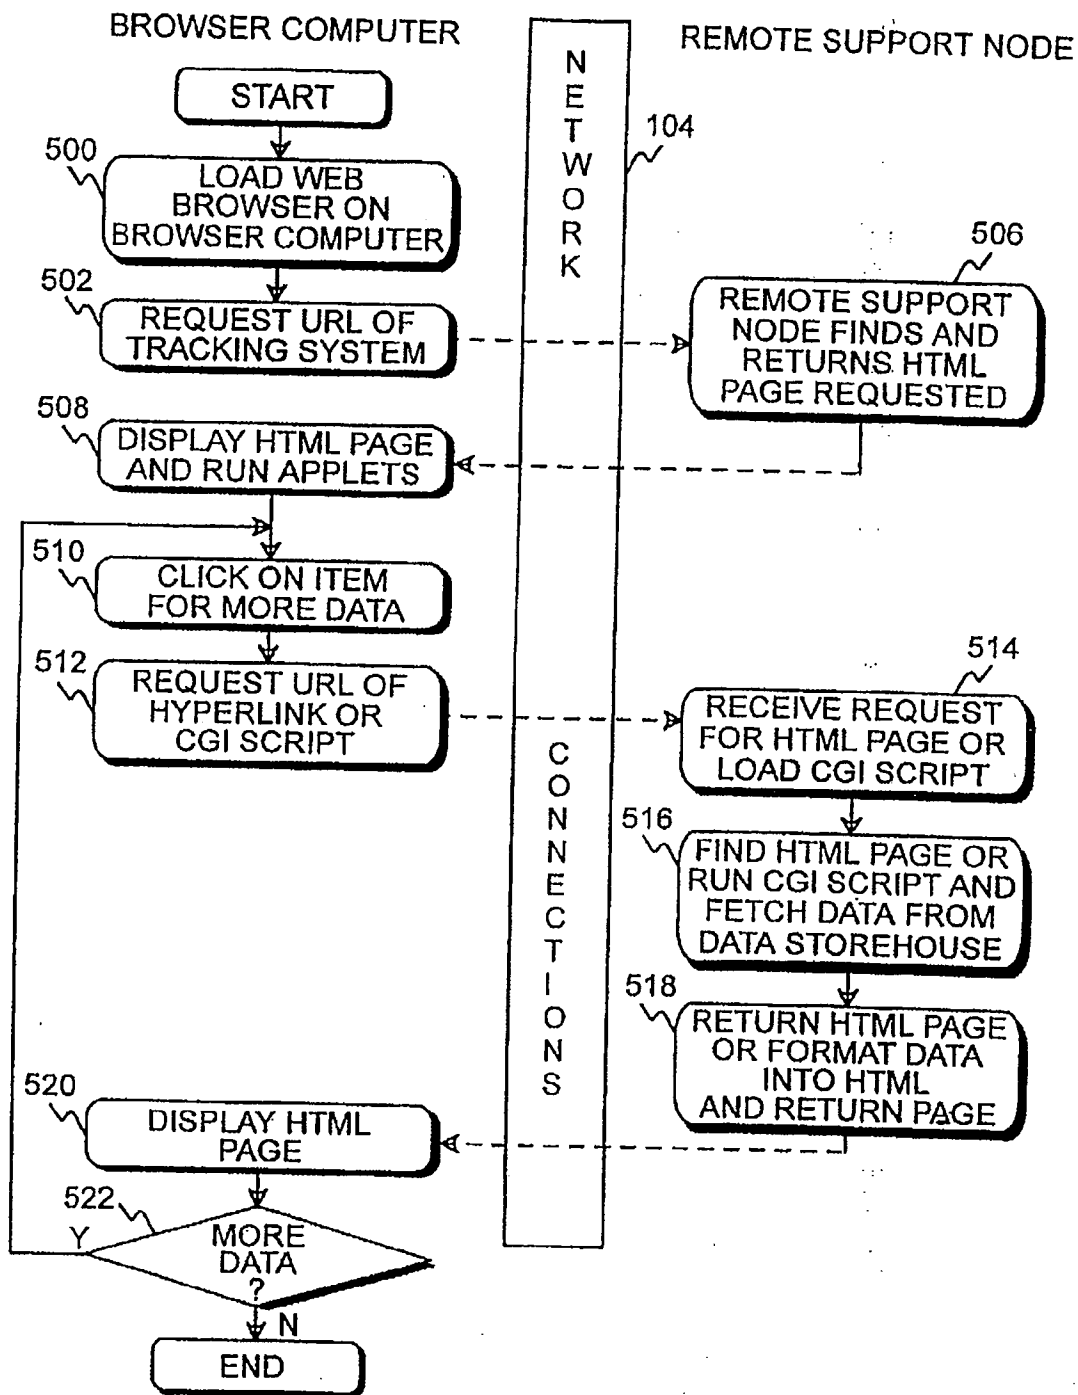 BROWSER COMPUTER
REMOTE SUPPORT NODE
START
NETWORK
CONNECTIONS
104
500
LOAD WEB
BROWSER ON
BROWSER COMPUTER
502
REQUEST URL OF
TRACKING SYSTEM
506
REMOTE SUPPORT
NODE FINDS AND
RETURNS HTML
PAGE REQUESTED
508
DISPLAY HTML PAGE
AND RUN APPLETS
510
CLICK ON ITEM
FOR MORE DATA
512
REQUEST URL OF
HYPERLINK OR
CGI SCRIPT
514
RECEIVE REQUEST
FOR HTML PAGE OR
LOAD CGI SCRIPT
516
FIND HTML PAGE OR
RUN CGI SCRIPT AND
FETCH DATA FROM
DATA STOREHOUSE
518
RETURN HTML PAGE
OR FORMAT DATA
INTO HTML
AND RETURN PAGE
520
DISPLAY HTML
PAGE
522
Y
MORE
DATA
?
N
END